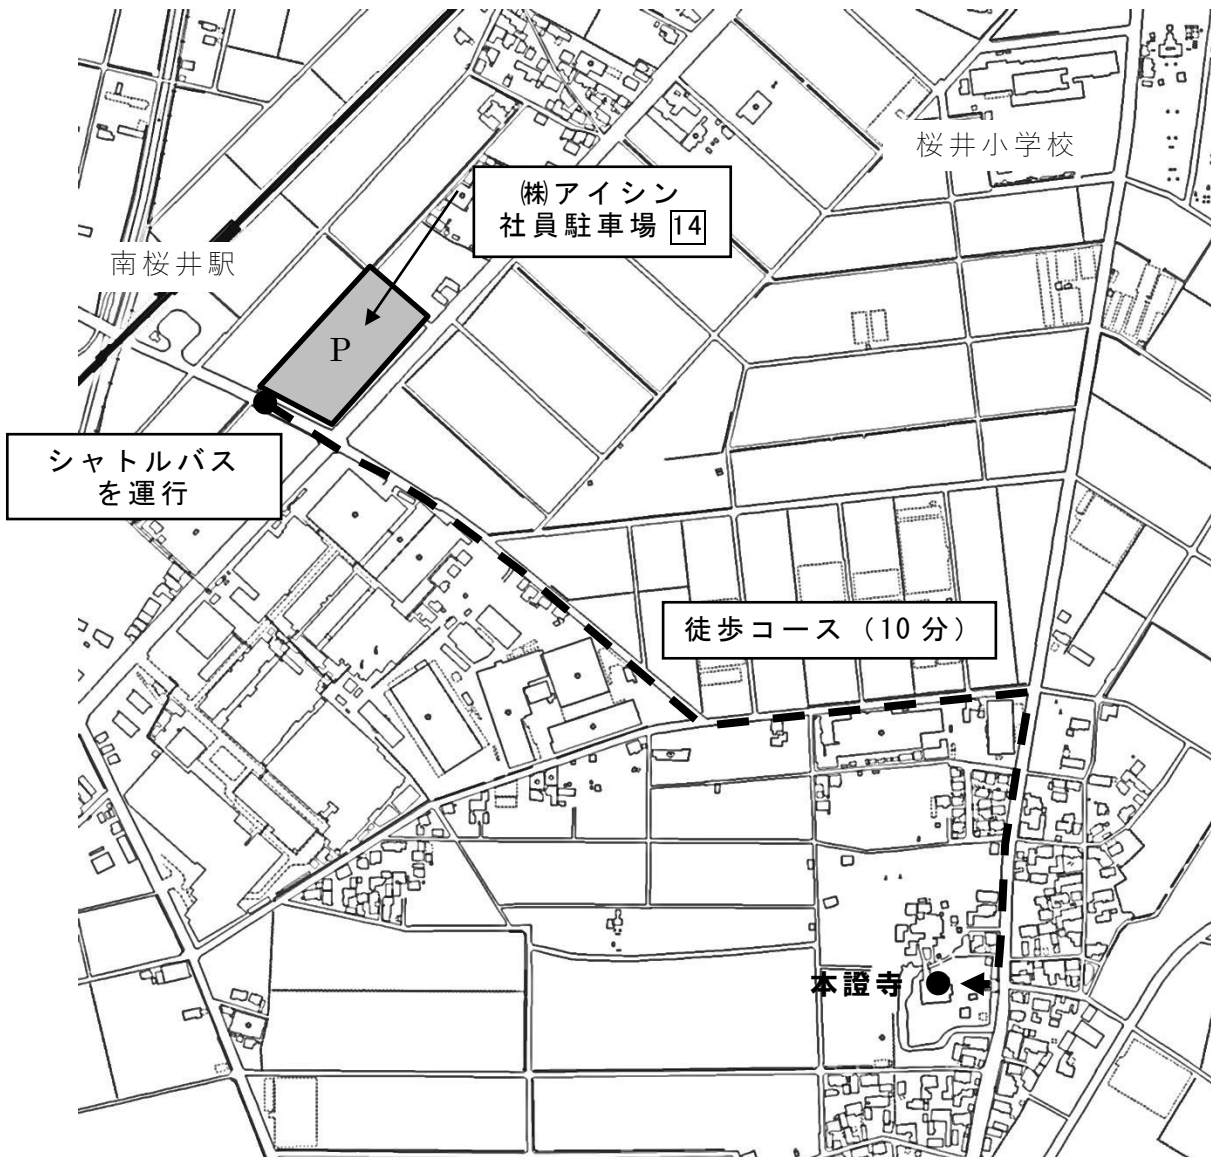 桜井小学校
㈱アイシン
社員駐車場 14
南桜井駅
P
シャトルバス
を運行
徒歩コース（10 分）
本證寺